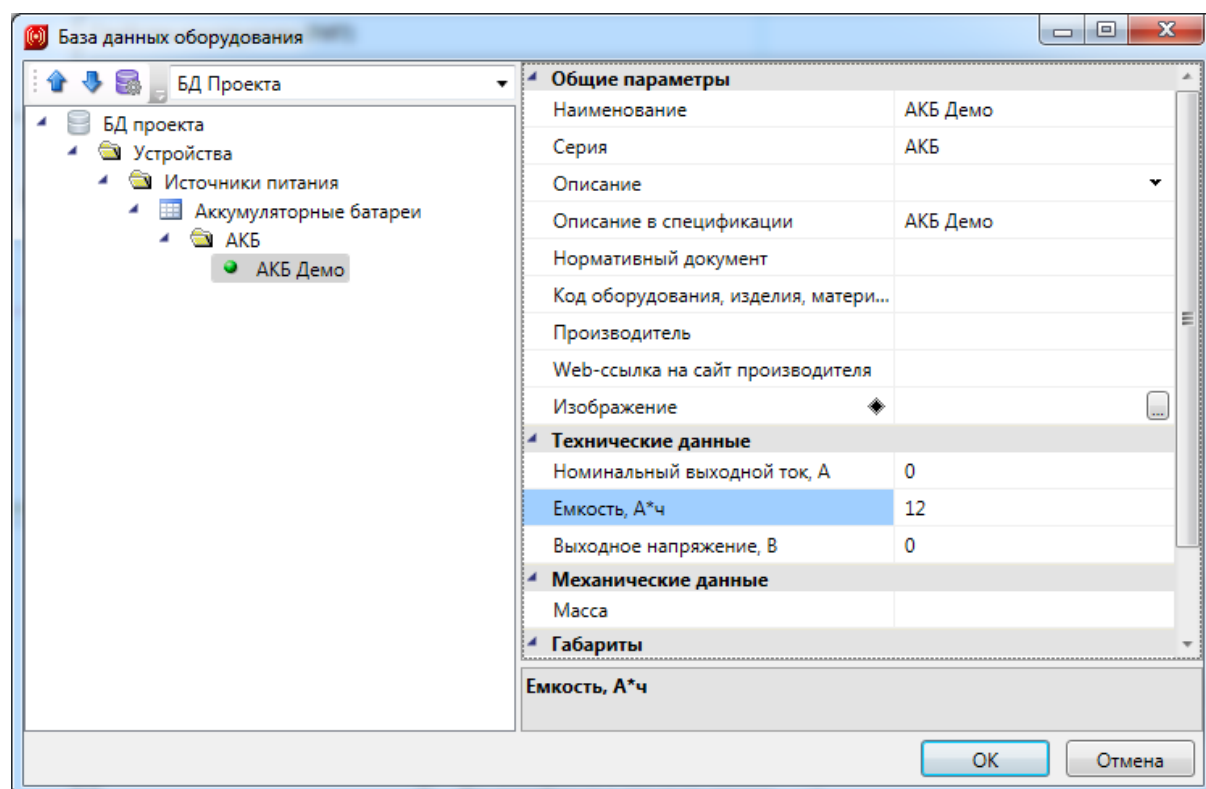 База данных оборудования
БД Проекта
БД проекта
Устройства
Источники питания
Аккумуляторные батареи
АКБ
АКБ Демо
Общие параметры
Наименование АКБ Демо
Серия АКБ
Описание
Описание в спецификации АКБ Демо
Нормативный документ
Код оборудования, изделия, матери...
Производитель
Web-ссылка на сайт производителя
Изображение ...
Технические данные
Номинальный выходной ток, А 0
Емкость, А*ч 12
Выходное напряжение, В 0
Механические данные
Масса
Габариты
Емкость, А*ч
OK Отмена